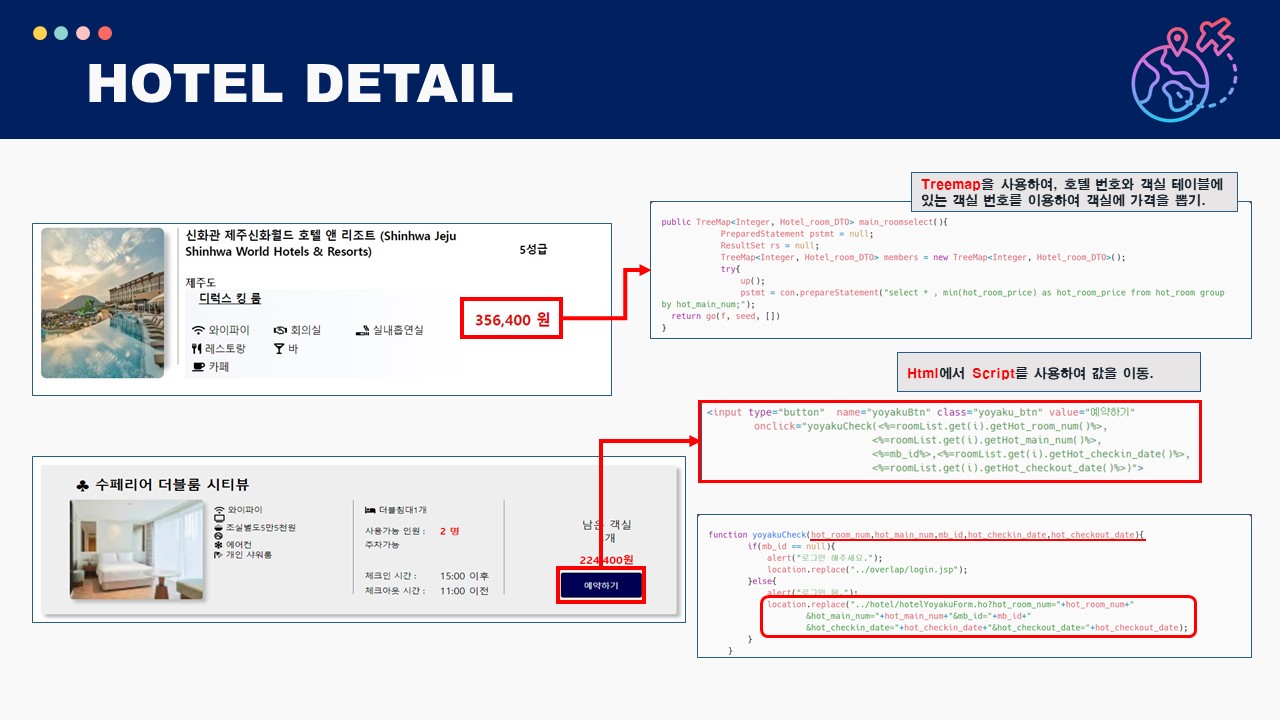 HOTEL DETAIL
신화관 제주신화월드 호텔 앤 리조트 (Shinhwa Jeju
Shinhwa World Hotels & Resorts)
5성급
제주도
디럭스 킹 룸
356,400 원
와이파이 회의실 실내흡연실
레스토랑 바
카페
Treemap을 사용하여, 호텔 번호와 객실 테이블에
있는 객실 번호를 이용하여 객실에 가격을 뽑기.
public TreeMap<Integer, Hotel_room_DTO> main_roomselect(){
PreparedStatement pstmt = null;
ResultSet rs = null;
TreeMap<Integer, Hotel_room_DTO> members = new TreeMap<Integer, Hotel_room_DTO>();
try{
up();
pstmt = con.prepareStatement("select * , min(hot_room_price) as hot_room_price from hot_room group
by hot_main_num;");
return go(f, seed, [])
}
Html에서 Script를 사용하여 값을 이동.
<input type="button"  name="yoyakuBtn" class="yoyaku_btn" value="예약하기"
onclick="yoyakuCheck(<%=roomList.get(i).getHot_room_num()%>,
<%=roomList.get(i).getHot_main_num()%>,
<%=mb_id%>,<%=roomList.get(i).getHot_checkin_date()%>,
<%=roomList.get(i).getHot_checkout_date()%>)">
수페리어 더블룸 시티뷰
와이파이
조실별도5만5천원
에어컨
개인 샤워룸
더블침대1개
사용가능 인원 : 2 명
주차가능
체크인 시간 : 15:00 이후
체크아웃 시간 : 11:00 이전
남은 객실
개
224,400원
예약하기
function yoyakuCheck(hot_room_num,hot_main_num,mb_id,hot_checkin_date,hot_checkout_date){
if(mb_id == null){
alert("로그인 해주세요.");
location.replace("../overlap/login.jsp");
}else{
alert("로그인 됨.");
location.replace("../hotel/hotelYoyakuForm.ho?hot_room_num="+hot_room_num+"
&hot_main_num="+hot_main_num+"&mb_id="+mb_id+"
&hot_checkin_date="+hot_checkin_date+"&hot_checkout_date="+hot_checkout_date);
}
}